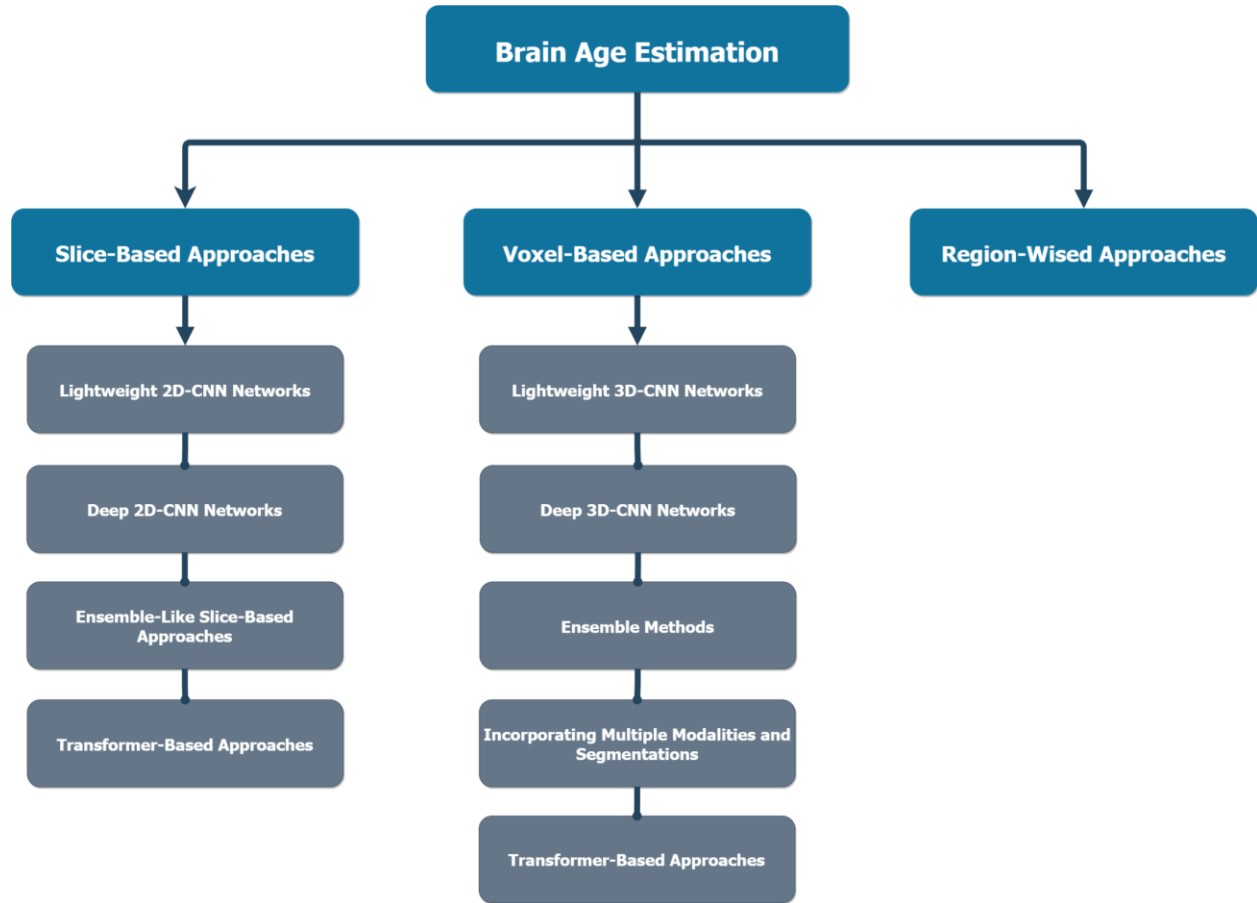 Brain Age Estimation
Slice-Based Approaches
Voxel-Based Approaches
Region-Wised Approaches
Lightweight 2D-CNN Networks
Deep 2D-CNN Networks
Ensemble-Like Slice-Based
Approaches
Transformer-Based Approaches
Lightweight 3D-CNN Networks
Deep 3D-CNN Networks
Ensemble Methods
Incorporating Multiple Modalities and
Segmentations
Transformer-Based Approaches